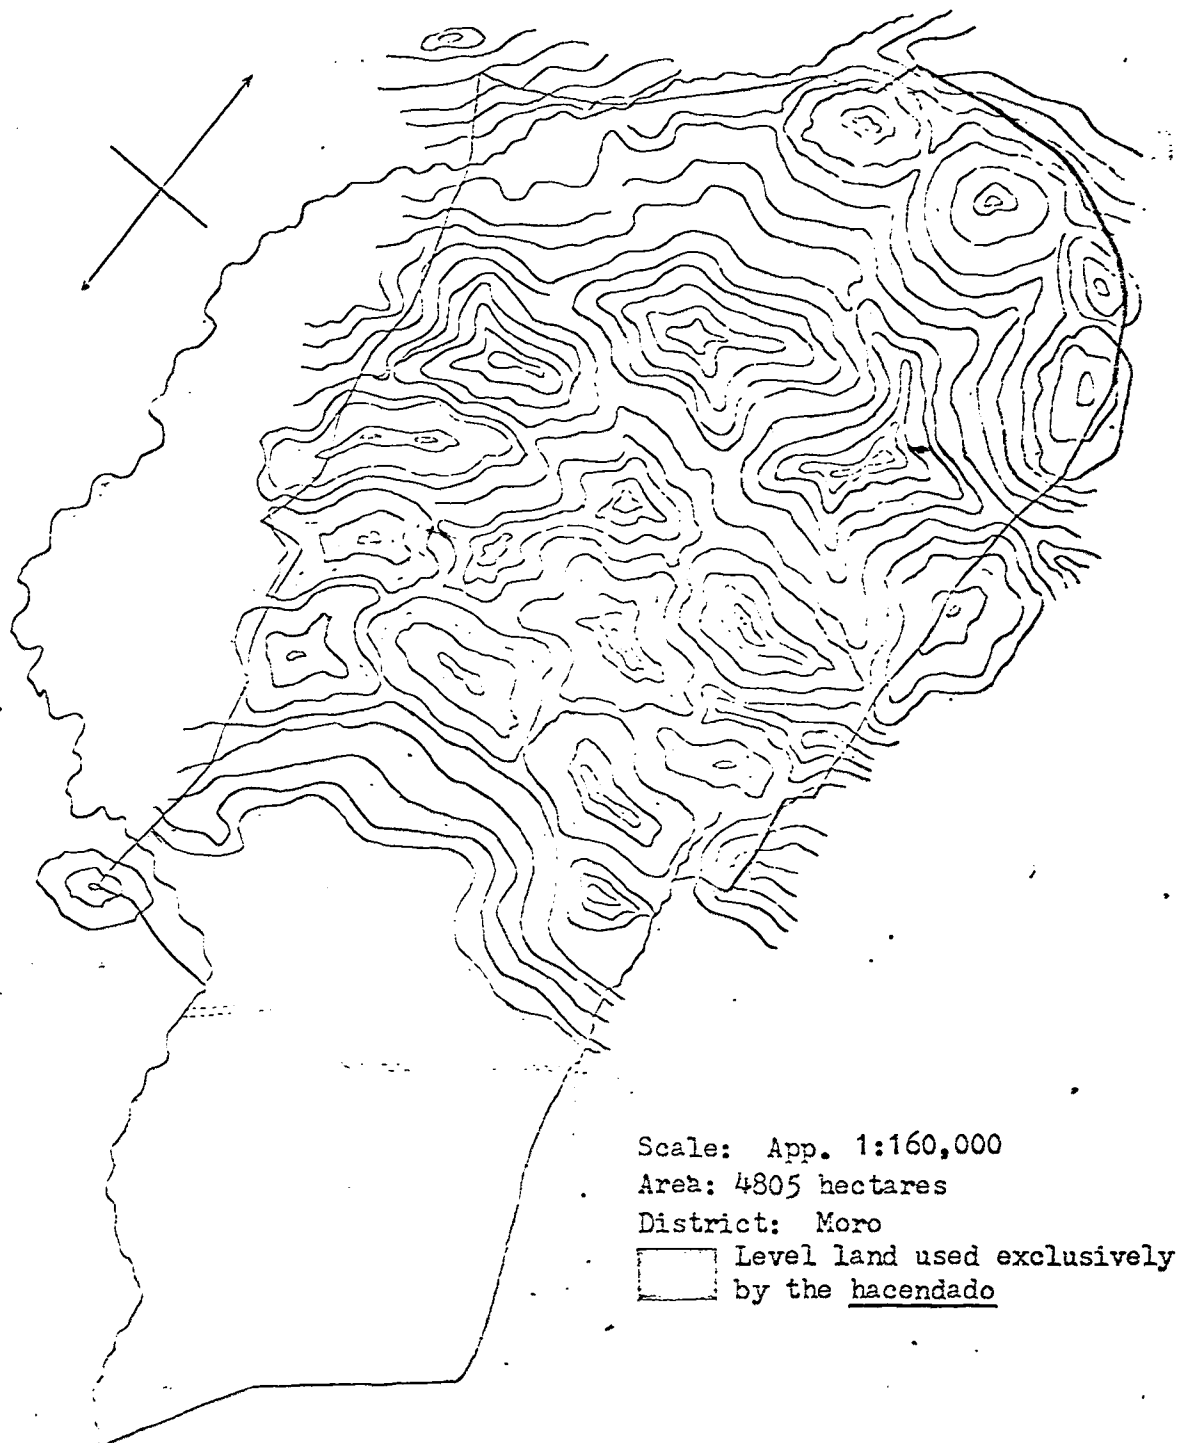 Scale: App. 1:160,000
Area: 4805 hectares
District: Moro
Level land used exclusively
by the hacendado